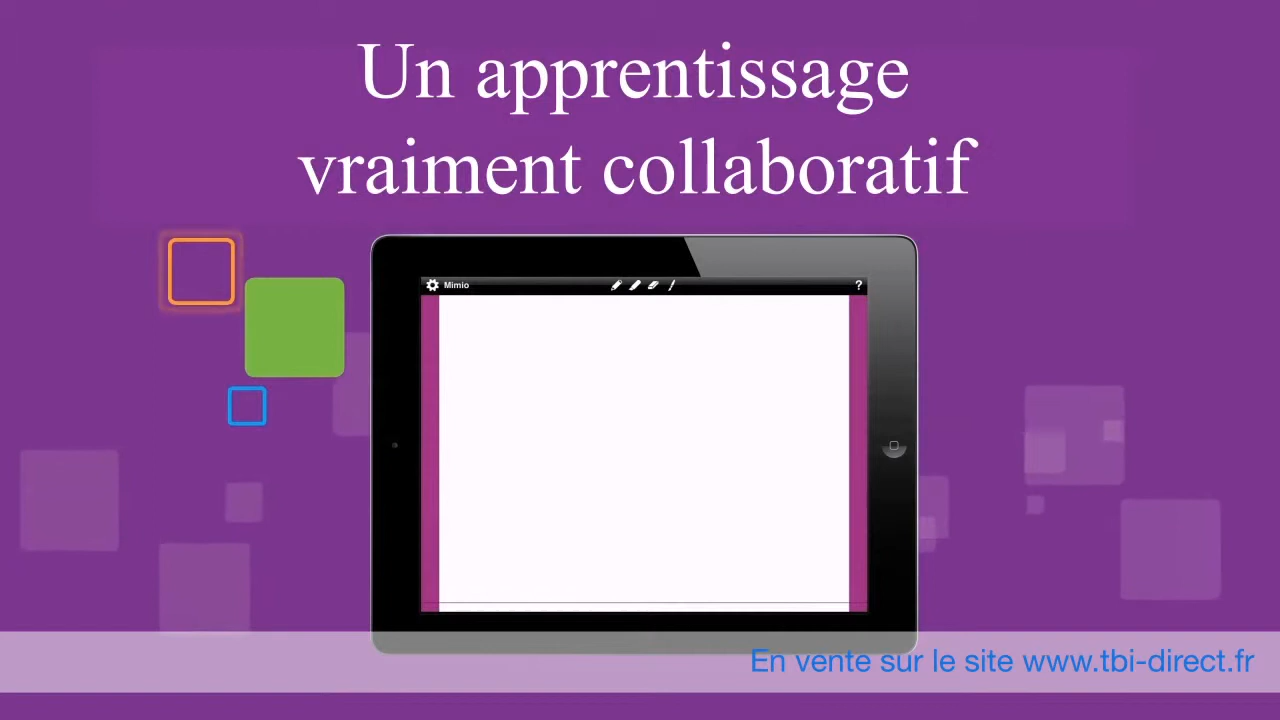 Un apprentissage
vraiment collaboratif
Mimio
?
En vente sur le site www.tbi-direct.fr